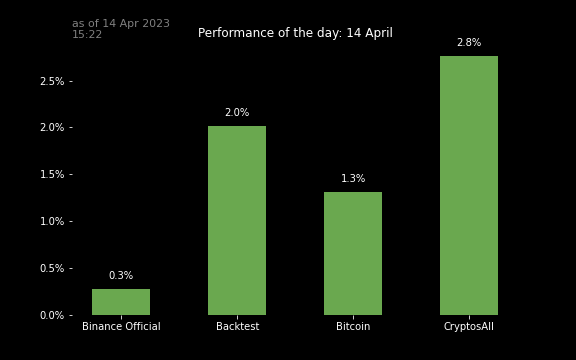 as of 14 Apr 2023
15:22
Performance of the day: 14 April
2.8%
2.5%
2.0%
2.0%
1.5%
1.3%
1.0%
0.5%
0.3%
0.0%
Binance Official
Backtest
Bitcoin
CryptosAll